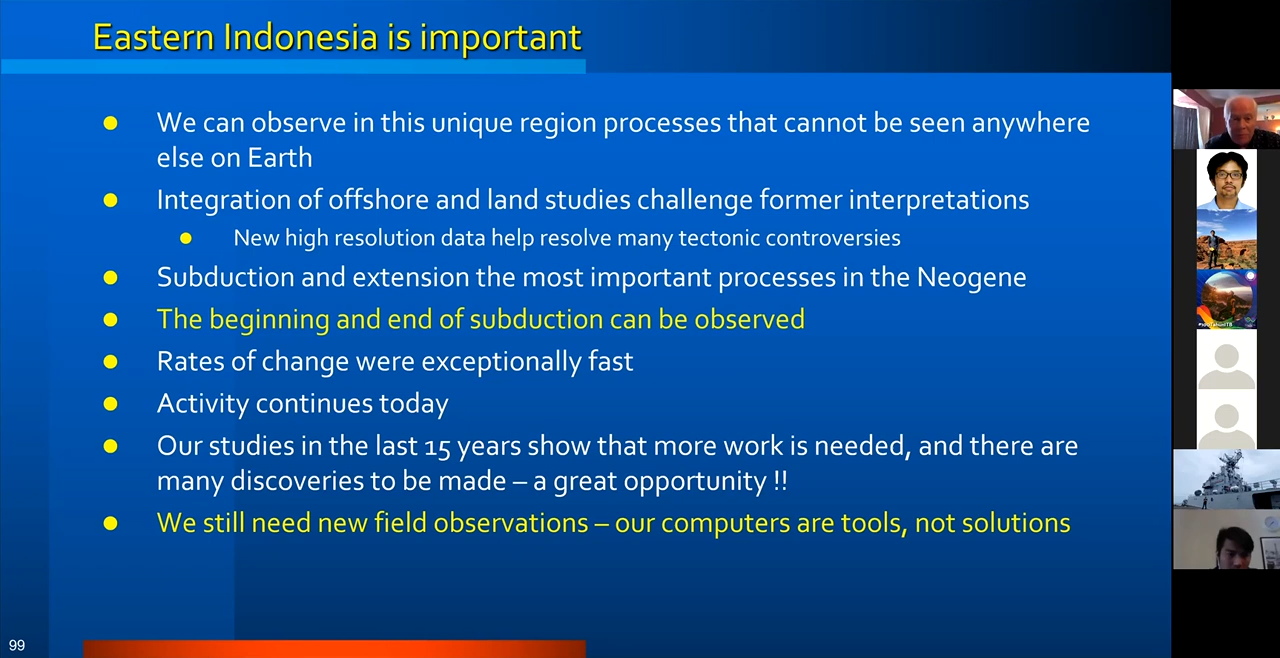 Eastern Indonesia is important
We can observe in this unique region processes that cannot be seen anywhere
else on Earth
Integration of offshore and land studies challenge former interpretations
New high resolution data help resolve many tectonic controversies
Subduction and extension the most important processes in the Neogene
The beginning and end of subduction can be observed
Rates of change were exceptionally fast
Activity continues today
Our studies in the last 15 years show that more work is needed, and there are
many discoveries to be made – a great opportunity !!
We still need new field observations – our computers are tools, not solutions
99